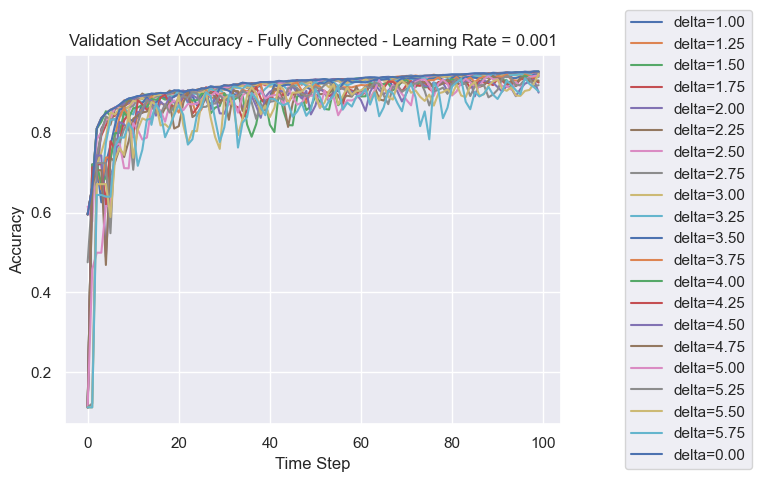 Validation Set Accuracy - Fully Connected - Learning Rate = 0.001
Accuracy
0.8
0.6
0.4
0.2
0
20
40
60
80
100
Time Step
delta=1.00
delta=1.25
delta=1.50
delta=1.75
delta=2.00
delta=2.25
delta=2.50
delta=2.75
delta=3.00
delta=3.25
delta=3.50
delta=3.75
delta=4.00
delta=4.25
delta=4.50
delta=4.75
delta=5.00
delta=5.25
delta=5.50
delta=5.75
delta=0.00